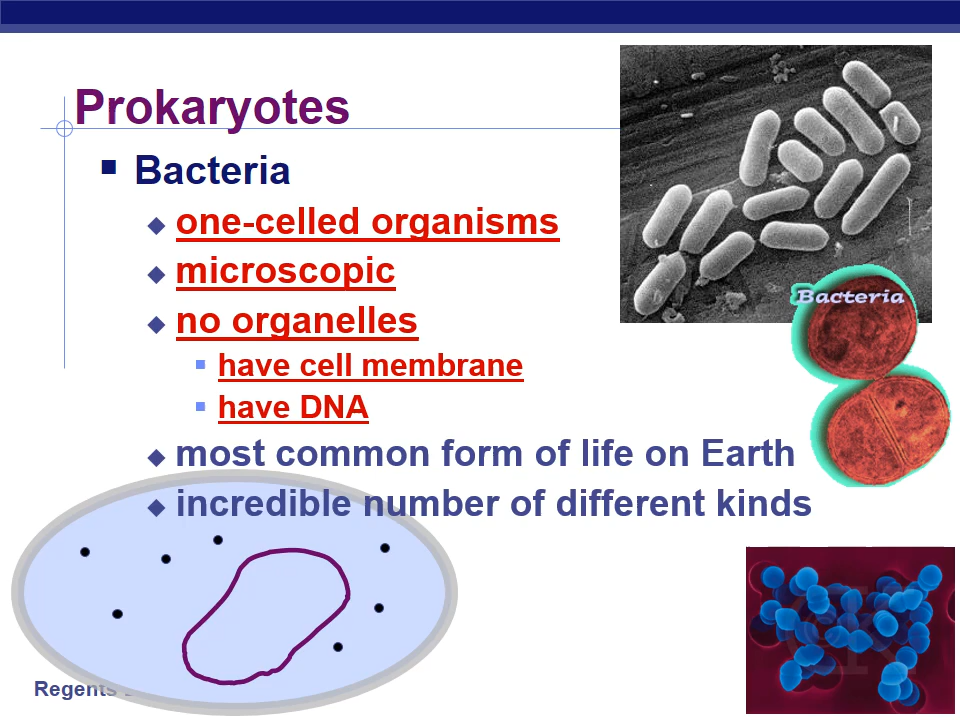 Prokaryotes
Bacteria
one-celled organisms
microscopic
no organelles
have cell membrane
have DNA
most common form of life on Earth
incredible number of different kinds
Bacteria
Regents